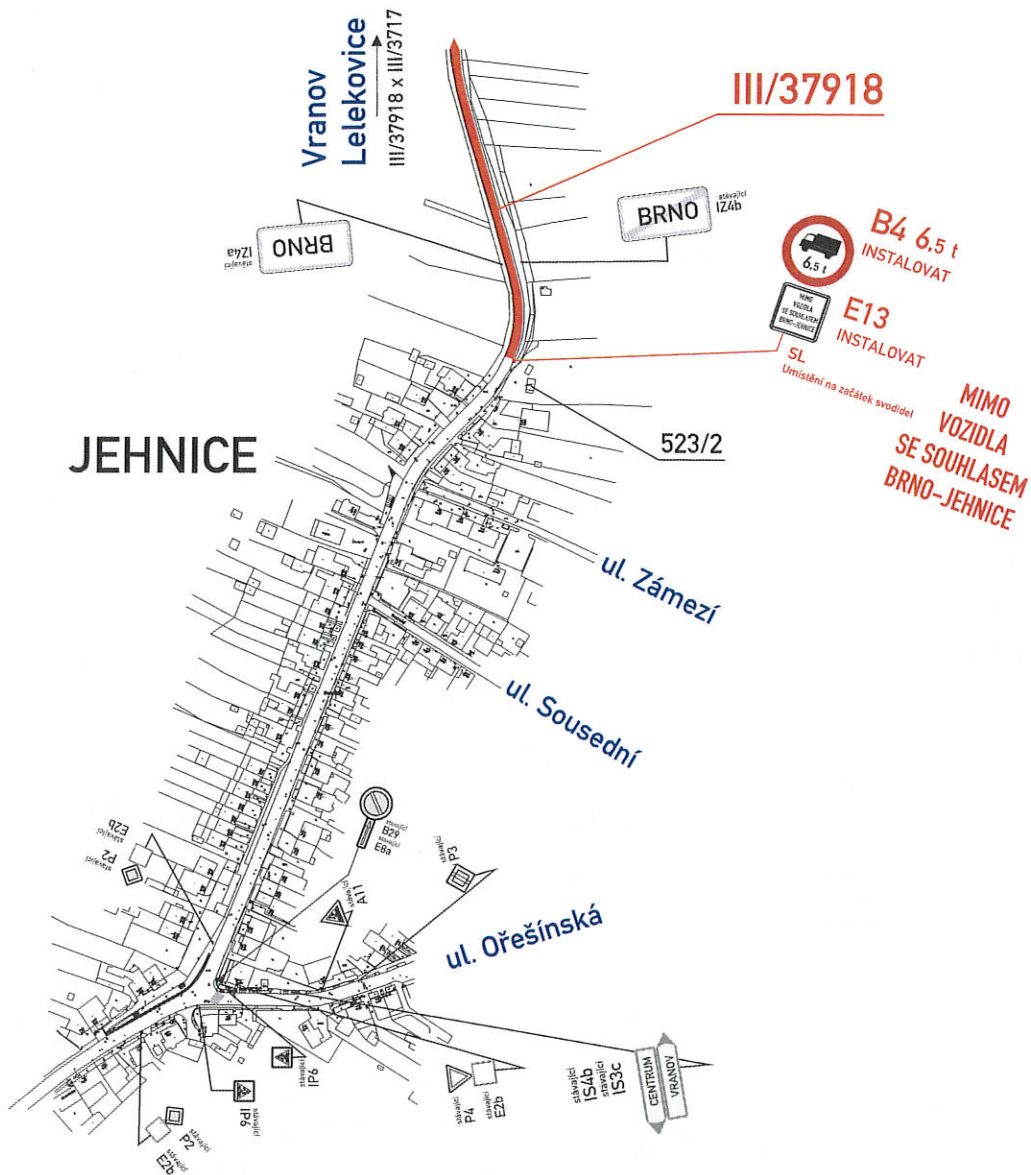 Vranov
Lelekovice
III/37918 x III/3717
III/37918
BRNO
stávající
IZ4a
BRNO
stávající
IZ4b
6,5 t
B4 6,5 t
INSTALOVAT
MIMO
VOZIDLA
SE SOUHLASEM
BRNO-JEHNICE
E13
INSTALOVAT
SL
Umístění na začátek svodidel
MIMO
VOZIDLA
SE SOUHLASEM
BRNO-JEHNICE
JEHNICE
523/2
ul. Zámezí
ul. Sousední
stávající
B29
stávající
E8a
stávající
E2b
stávající
P2
stávající
A11
stávající
P3
ul. Ořešínská
stávající
IP6
stávající
IP6
stávající
P4
stávající
E2b
stávající
IS4b
stávající
IS3c
CENTRUM
VRANOV
stávající
P2
stávající
E2b